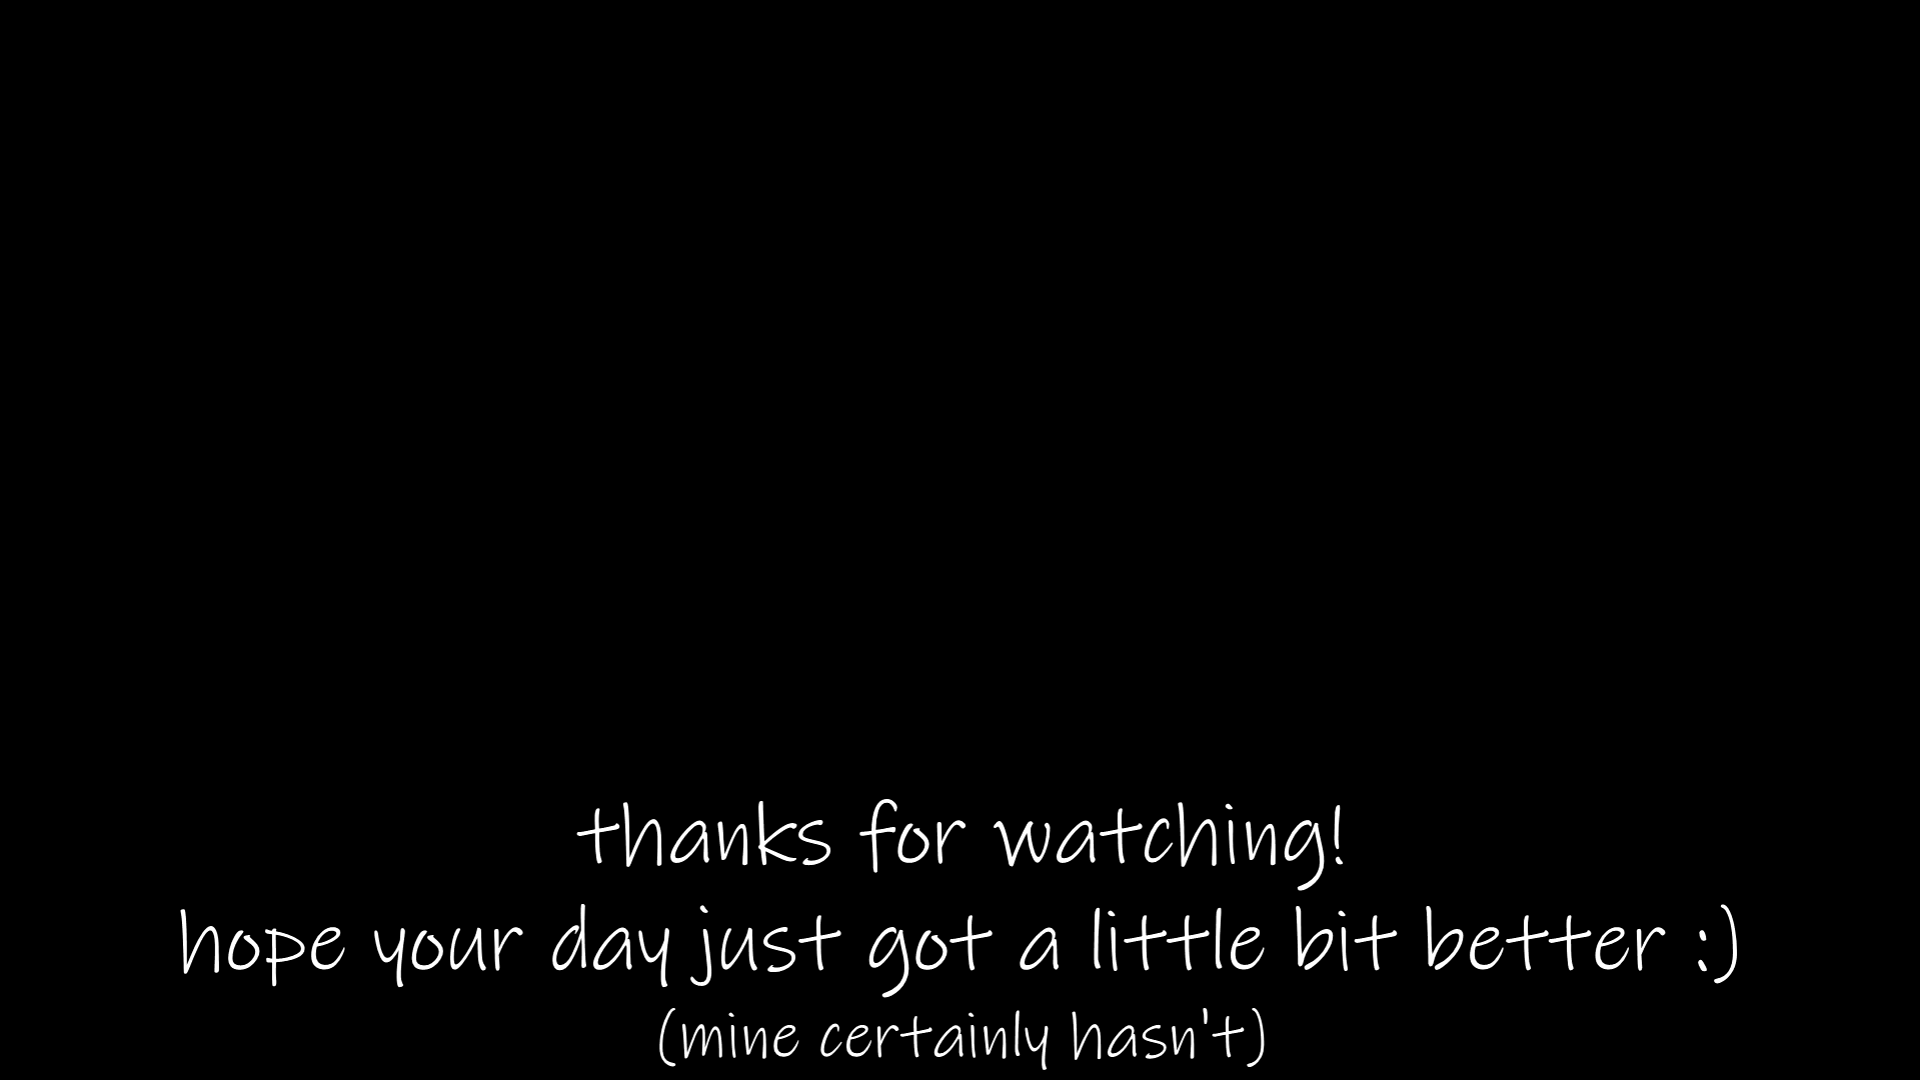 thanks for watching!
hope your day just got a little bit better :)
(mine certainly hasn't)